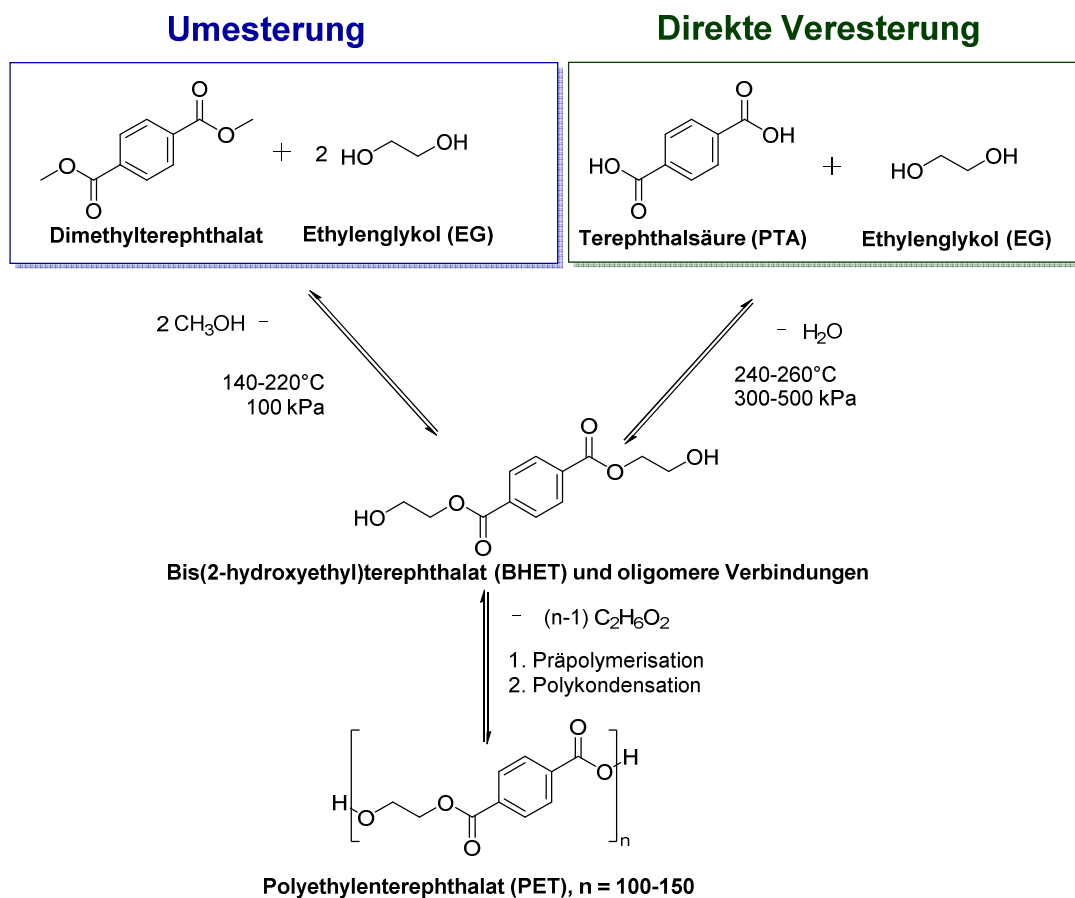 Umesterung
Direkte Veresterung
O
O
O
O
+
2 HO
OH
Dimethylterephthalat
Ethylenglykol (EG)
O
OH
HO
O
+
HO
OH
Terephthalsäure (PTA)
Ethylenglykol (EG)
2 CH₃OH −
140-220°C
100 kPa
− H₂O
240-260°C
300-500 kPa
O
O
OH
HO
O
O
Bis(2-hydroxyethyl)terephthalat (BHET) und oligomere Verbindungen
− (n-1) C₂H₆O₂
1. Präpolymerisation
2. Polykondensation
O
H
O
H
O
O
O
n
Polyethylenterephthalat (PET), n = 100-150